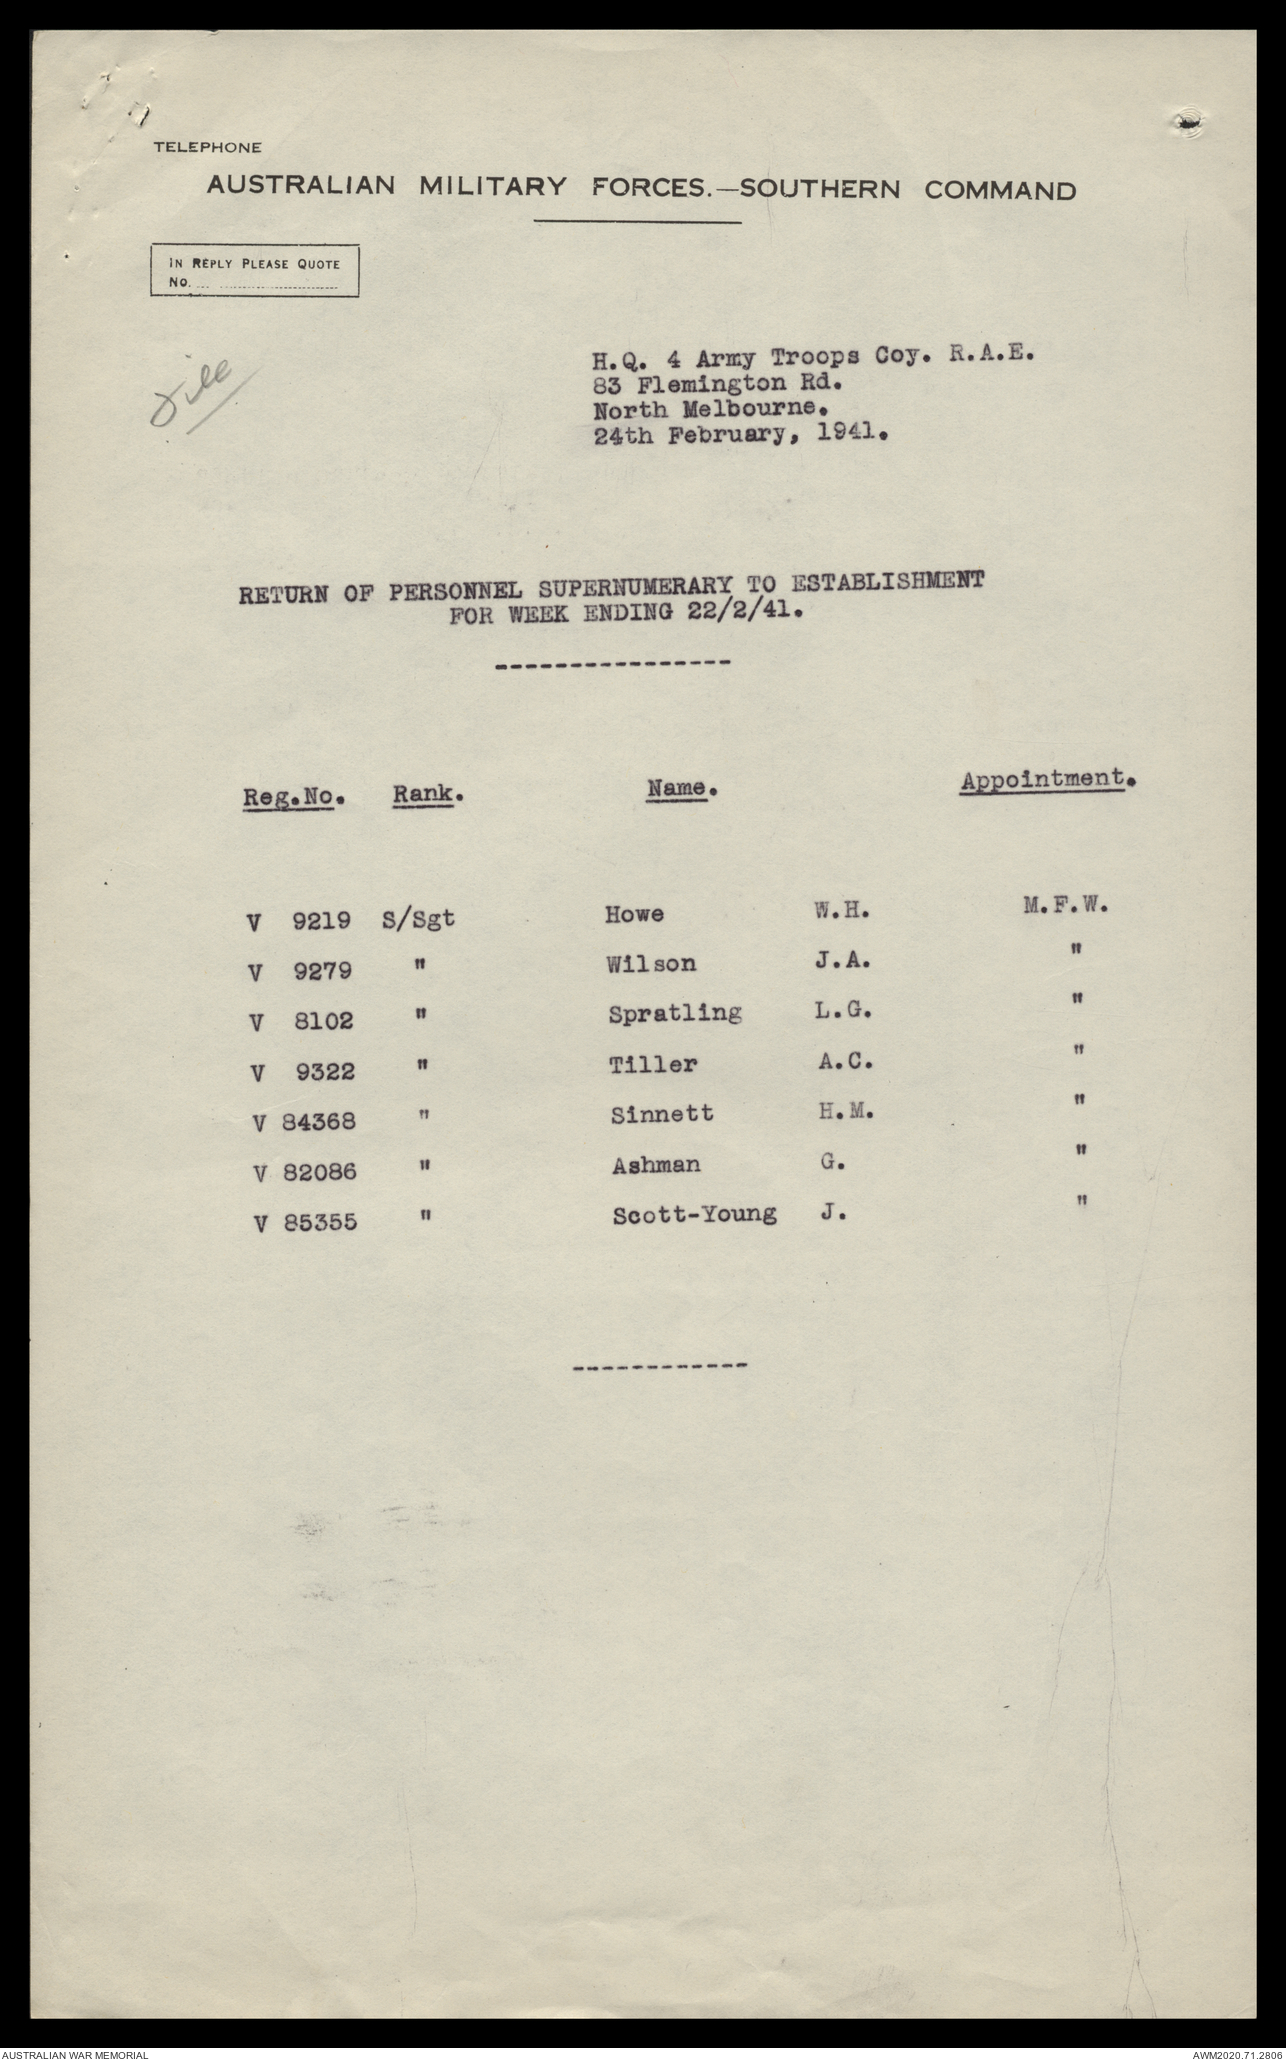 TELEPHONE
AUSTRALIAN MILITARY FORCES.—SOUTHERN COMMAND
IN REPLY PLEASE QUOTE
No. ... ..............................
File
H.Q. 4 Army Troops Coy. R.A.E.
83 Flemington Rd.
North Melbourne.
24th February, 1941.
RETURN OF PERSONNEL SUPERNUMERARY TO ESTABLISHMENT
FOR WEEK ENDING 22/2/41.
----------------
Reg.No. Rank. Name. Appointment.
V 9219 S/Sgt Howe W.H. M.F.W.
V 9279 " Wilson J.A. "
V 8102 " Spratling L.G. "
V 9322 " Tiller A.C. "
V 84368 " Sinnett H.M. "
V 82086 " Ashman G. "
V 85355 " Scott-Young J. "
------------
AUSTRALIAN WAR MEMORIAL AWM2020.71.2806